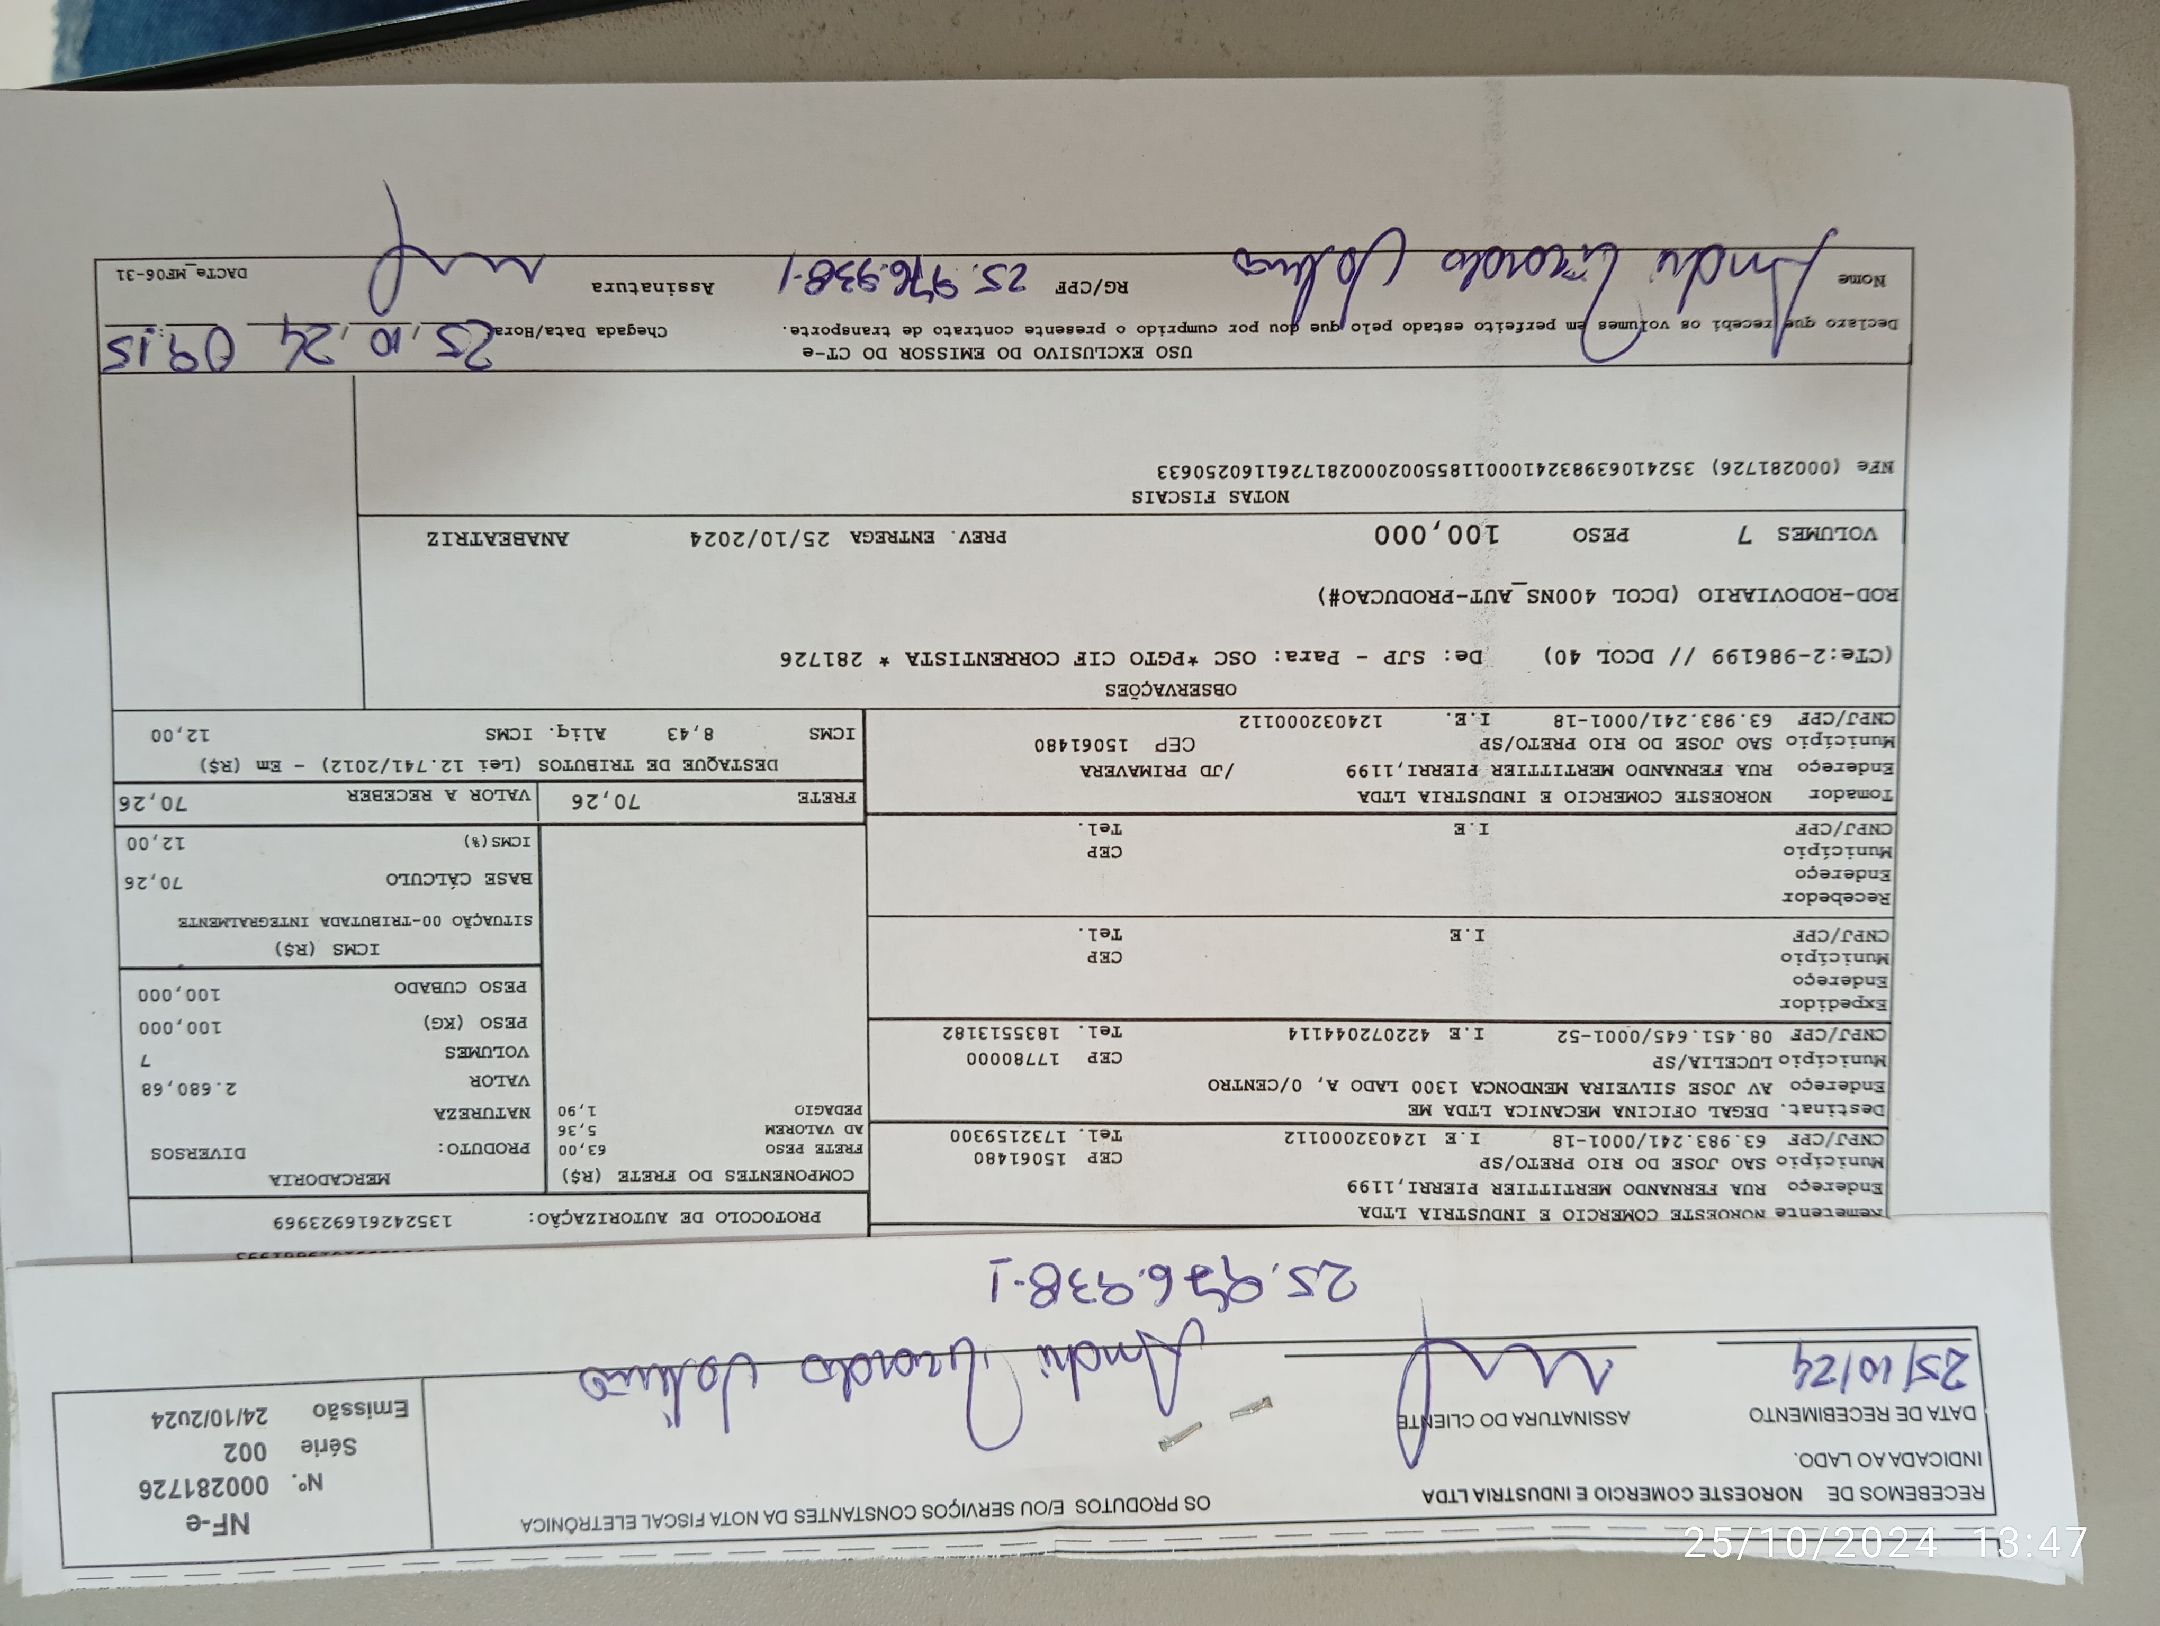 RECEBEMOS DE NOROESTE COMERCIO E INDUSTRIA LTDA OS PRODUTOS E/OU SERVIÇOS CONSTANTES DA NOTA FISCAL ELETRÔNICA
INDICADA AO LADO.
DATA DE RECEBIMENTO ASSINATURA DO CLIENTE
25/10/24
25.976.938-1
NF-e
Nº. 000281726
Série 002
Emissão 24/10/2024
PROTOCOLO DE AUTORIZAÇÃO: 135242616923969
Remetente NOROESTE COMERCIO E INDUSTRIA LTDA
Endereço RUA FERNANDO MERTITTIER PIERRI,1199
Município SAO JOSE DO RIO PRETO/SP CEP 15061480
CNPJ/CPF 63.983.241/0001-18 I.E 124032000112 Tel. 1732159300
Destinat. DEGAL OFICINA MECANICA LTDA ME
Endereço AV JOSE SILVEIRA MENDONCA 1300 LADO A, 0/CENTRO
Município LUCELIA/SP CEP 17780000
CNPJ/CPF 08.451.645/0001-52 I.E 422072044114 Tel. 1835513182
Expedidor
Endereço
Município CEP
CNPJ/CPF I.E Tel.
Recebedor
Endereço
Município CEP
CNPJ/CPF I.E Tel.
Tomador NOROESTE COMERCIO E INDUSTRIA LTDA
Endereço RUA FERNANDO MERTITTIER PIERRI,1199 /JD PRIMAVERA
Município SAO JOSE DO RIO PRETO/SP CEP 15061480
CNPJ/CPF 63.983.241/0001-18 I.E. 124032000112
COMPONENTES DO FRETE (R$)
FRETE PESO 63,00
AD VALOREM 5,36
PEDAGIO 1,90
MERCADORIA
PRODUTO: DIVERSOS
NATUREZA
VALOR 2.680,68
VOLUMES 7
PESO (KG) 100,000
PESO CUBADO 100,000
ICMS (R$)
SITUAÇÃO 00-TRIBUTADA INTEGRALMENTE
BASE CÁLCULO 70,26
ICMS(%) 12,00
FRETE 70,26 VALOR A RECEBER 70,26
DESTAQUE DE TRIBUTOS (Lei 12.741/2012) - Em (R$)
ICMS 8,43 Aliq. ICMS 12,00
OBSERVAÇÕES
(CTe:2-986199 // DCOL 40) De: SJP - Para: OSC *PGTO CIF CORRENTISTA * 281726
ROD-RODOVIARIO (DCOL 400NS_AUT-PRODUCAO#)
VOLUMES 7 PESO 100,000 PREV. ENTREGA 25/10/2024 ANABEATRIZ
NOTAS FISCAIS
NFe (000281726) 35241063983241000118550020002817261160250633
USO EXCLUSIVO DO EMISSOR DO CT-e
Declaro que recebi os volumes em perfeito estado pelo que dou por cumprido o presente contrato de transporte. Chegada Data/Hora 25,10,24 09:15
Nome RG/CPF 25.976.938-1 Assinatura DACTe_MF06-31
25/10/2024 13:47